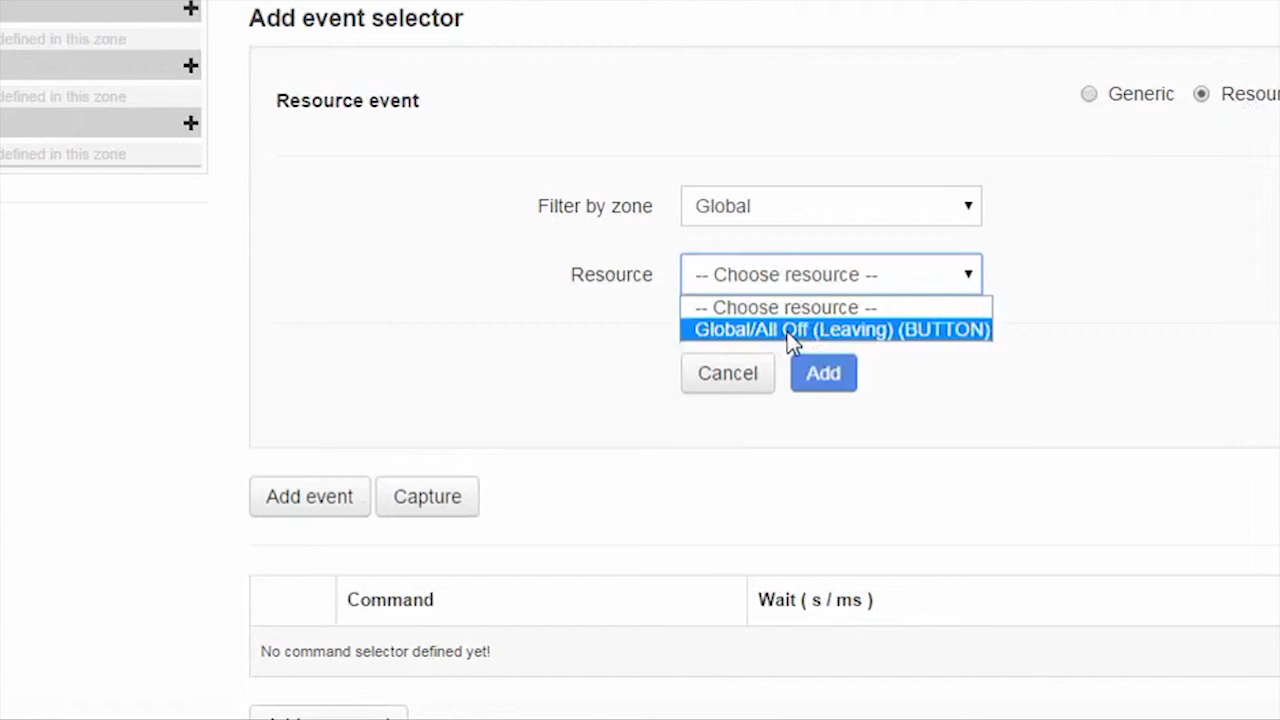 Add event selector
defined in this zone
defined in this zone
defined in this zone
Resource event
Generic
Filter by zone
Global
Resource
-- Choose resource --
-- Choose resource --
Global/All Off (Leaving) (BUTTON)
Cancel
Add
Add event
Capture
Command
Wait ( s / ms )
No command selector defined yet!